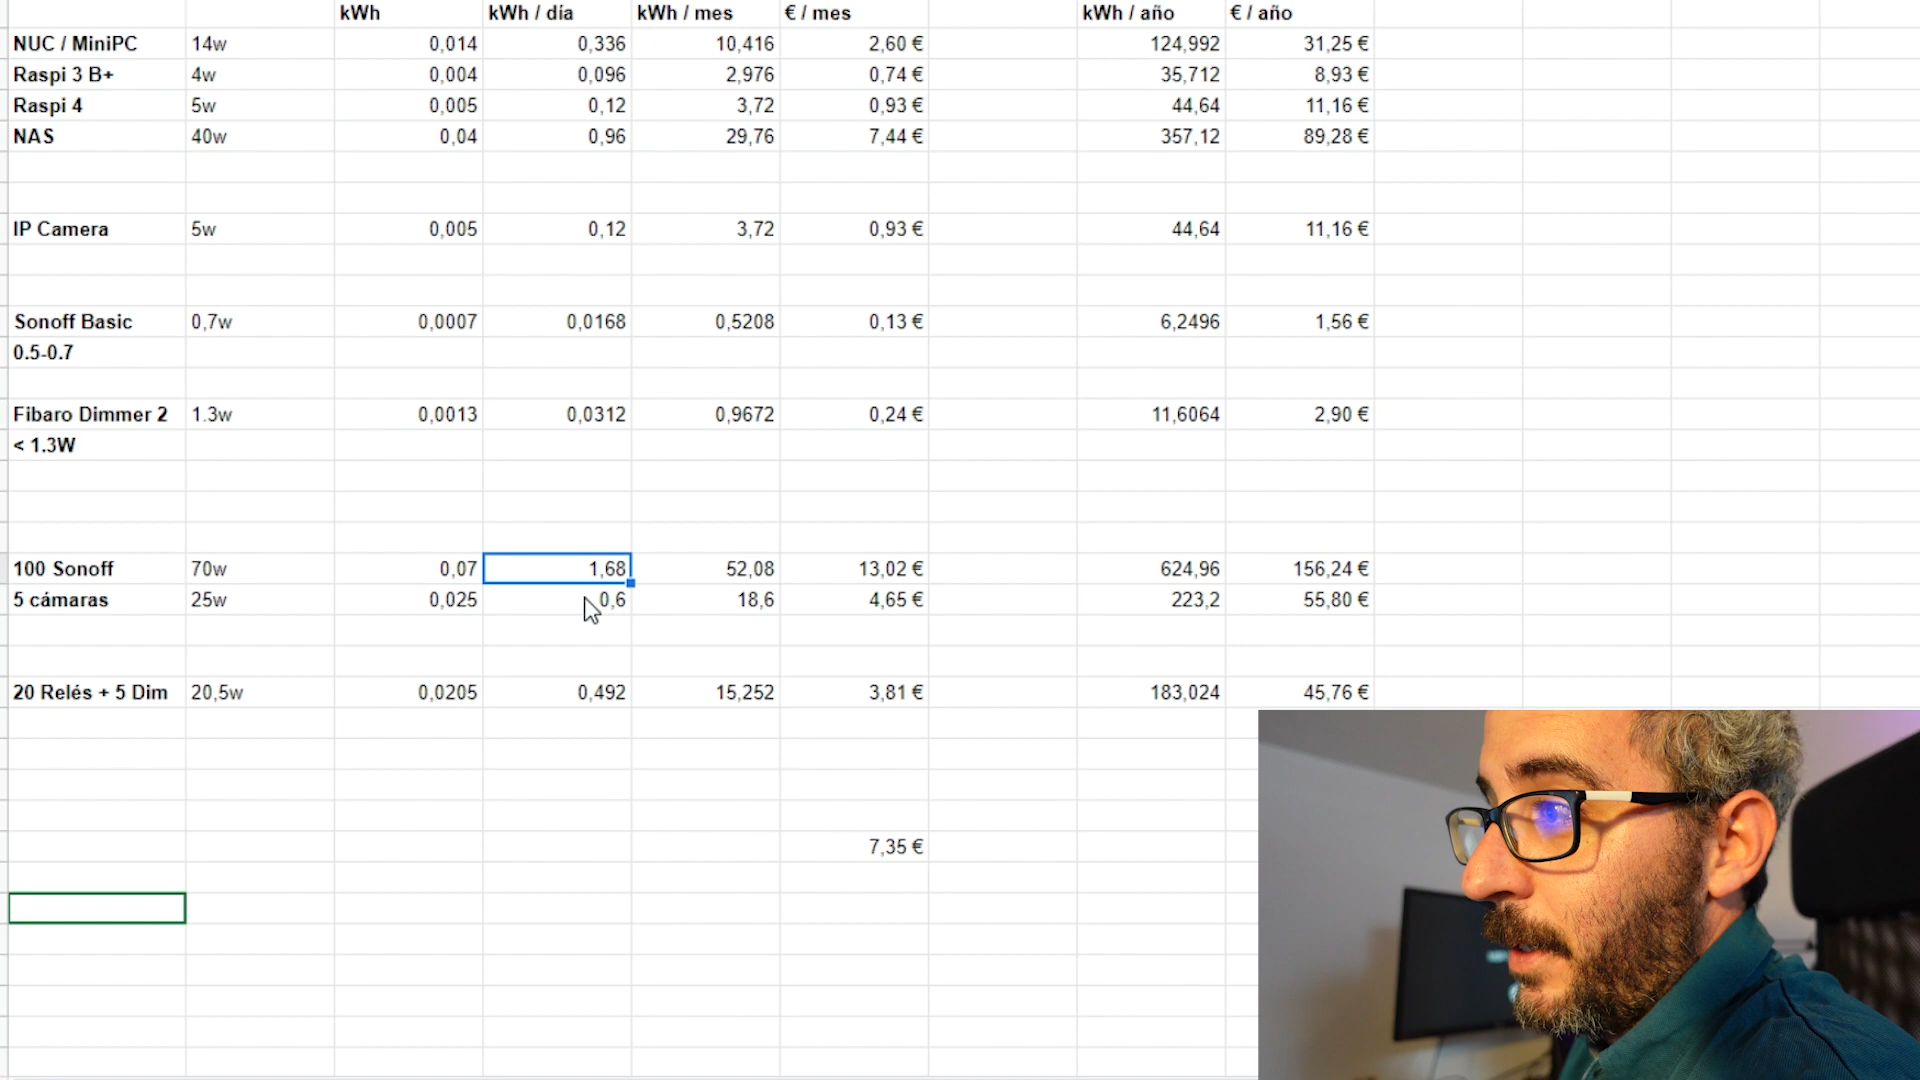 kWh kWh / día kWh / mes € / mes kWh / año € / año
NUC / MiniPC 14w 0,014 0,336 10,416 2,60 € 124,992 31,25 €
Raspi 3 B+ 4w 0,004 0,096 2,976 0,74 € 35,712 8,93 €
Raspi 4 5w 0,005 0,12 3,72 0,93 € 44,64 11,16 €
NAS 40w 0,04 0,96 29,76 7,44 € 357,12 89,28 €
IP Camera 5w 0,005 0,12 3,72 0,93 € 44,64 11,16 €
Sonoff Basic 0,7w 0,0007 0,0168 0,5208 0,13 € 6,2496 1,56 €
0.5-0.7
Fibaro Dimmer 2 1.3w 0,0013 0,0312 0,9672 0,24 € 11,6064 2,90 €
< 1.3W
100 Sonoff 70w 0,07 1,68 52,08 13,02 € 624,96 156,24 €
5 cámaras 25w 0,025 0,6 18,6 4,65 € 223,2 55,80 €
20 Relés + 5 Dim 20,5w 0,0205 0,492 15,252 3,81 € 183,024 45,76 €
7,35 €